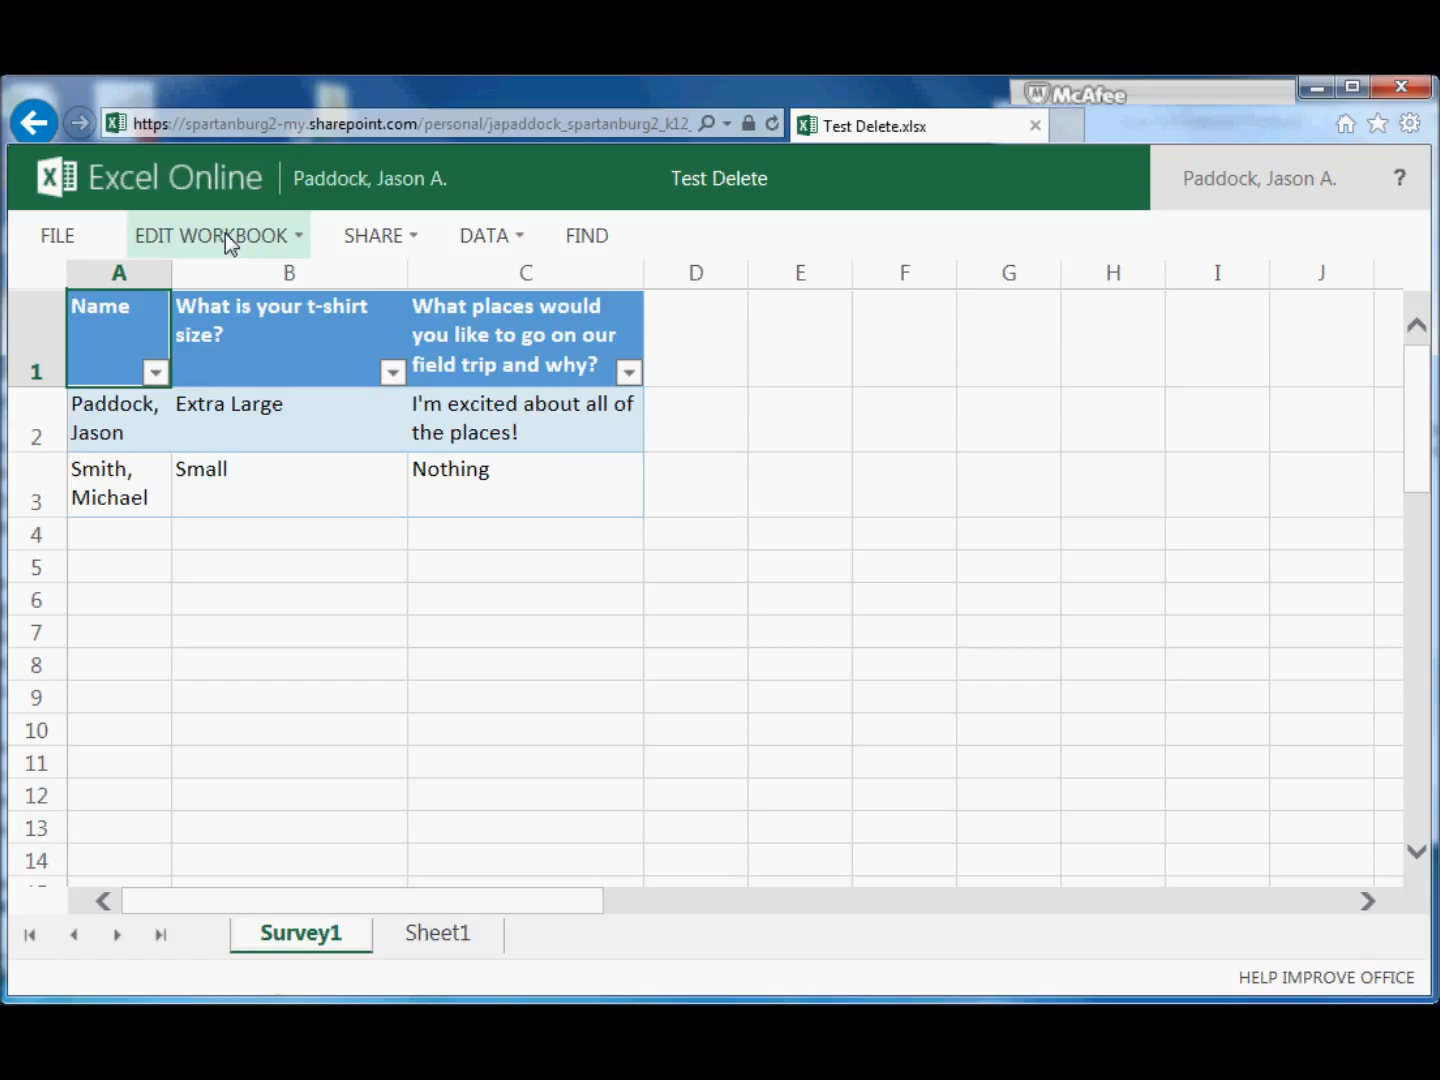 McAfee
https://spartanburg2-my.sharepoint.com/personal/japaddock_spartanburg2_k12_
Test Delete.xlsx
Excel Online
Paddock, Jason A.
Test Delete
Paddock, Jason A.
?
FILE
EDIT WORKBOOK
SHARE
DATA
FIND
A B C D E F G H I J
1
Name
What is your t-shirt
size?
What places would
you like to go on our
field trip and why?
2
Paddock,
Jason
Extra Large
I'm excited about all of
the places!
3
Smith,
Michael
Small
Nothing
4
5
6
7
8
9
10
11
12
13
14
Survey1
Sheet1
HELP IMPROVE OFFICE